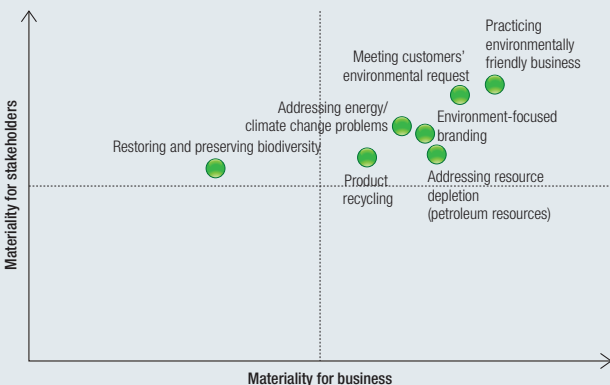 Practicing
environmentally
friendly business
Meeting customers’
environmental request
Addressing energy/
climate change problems
Environment-focused
branding
Restoring and preserving biodiversity
Product
recycling
Addressing resource
depletion
(petroleum resources)
Materiality for stakeholders
Materiality for business